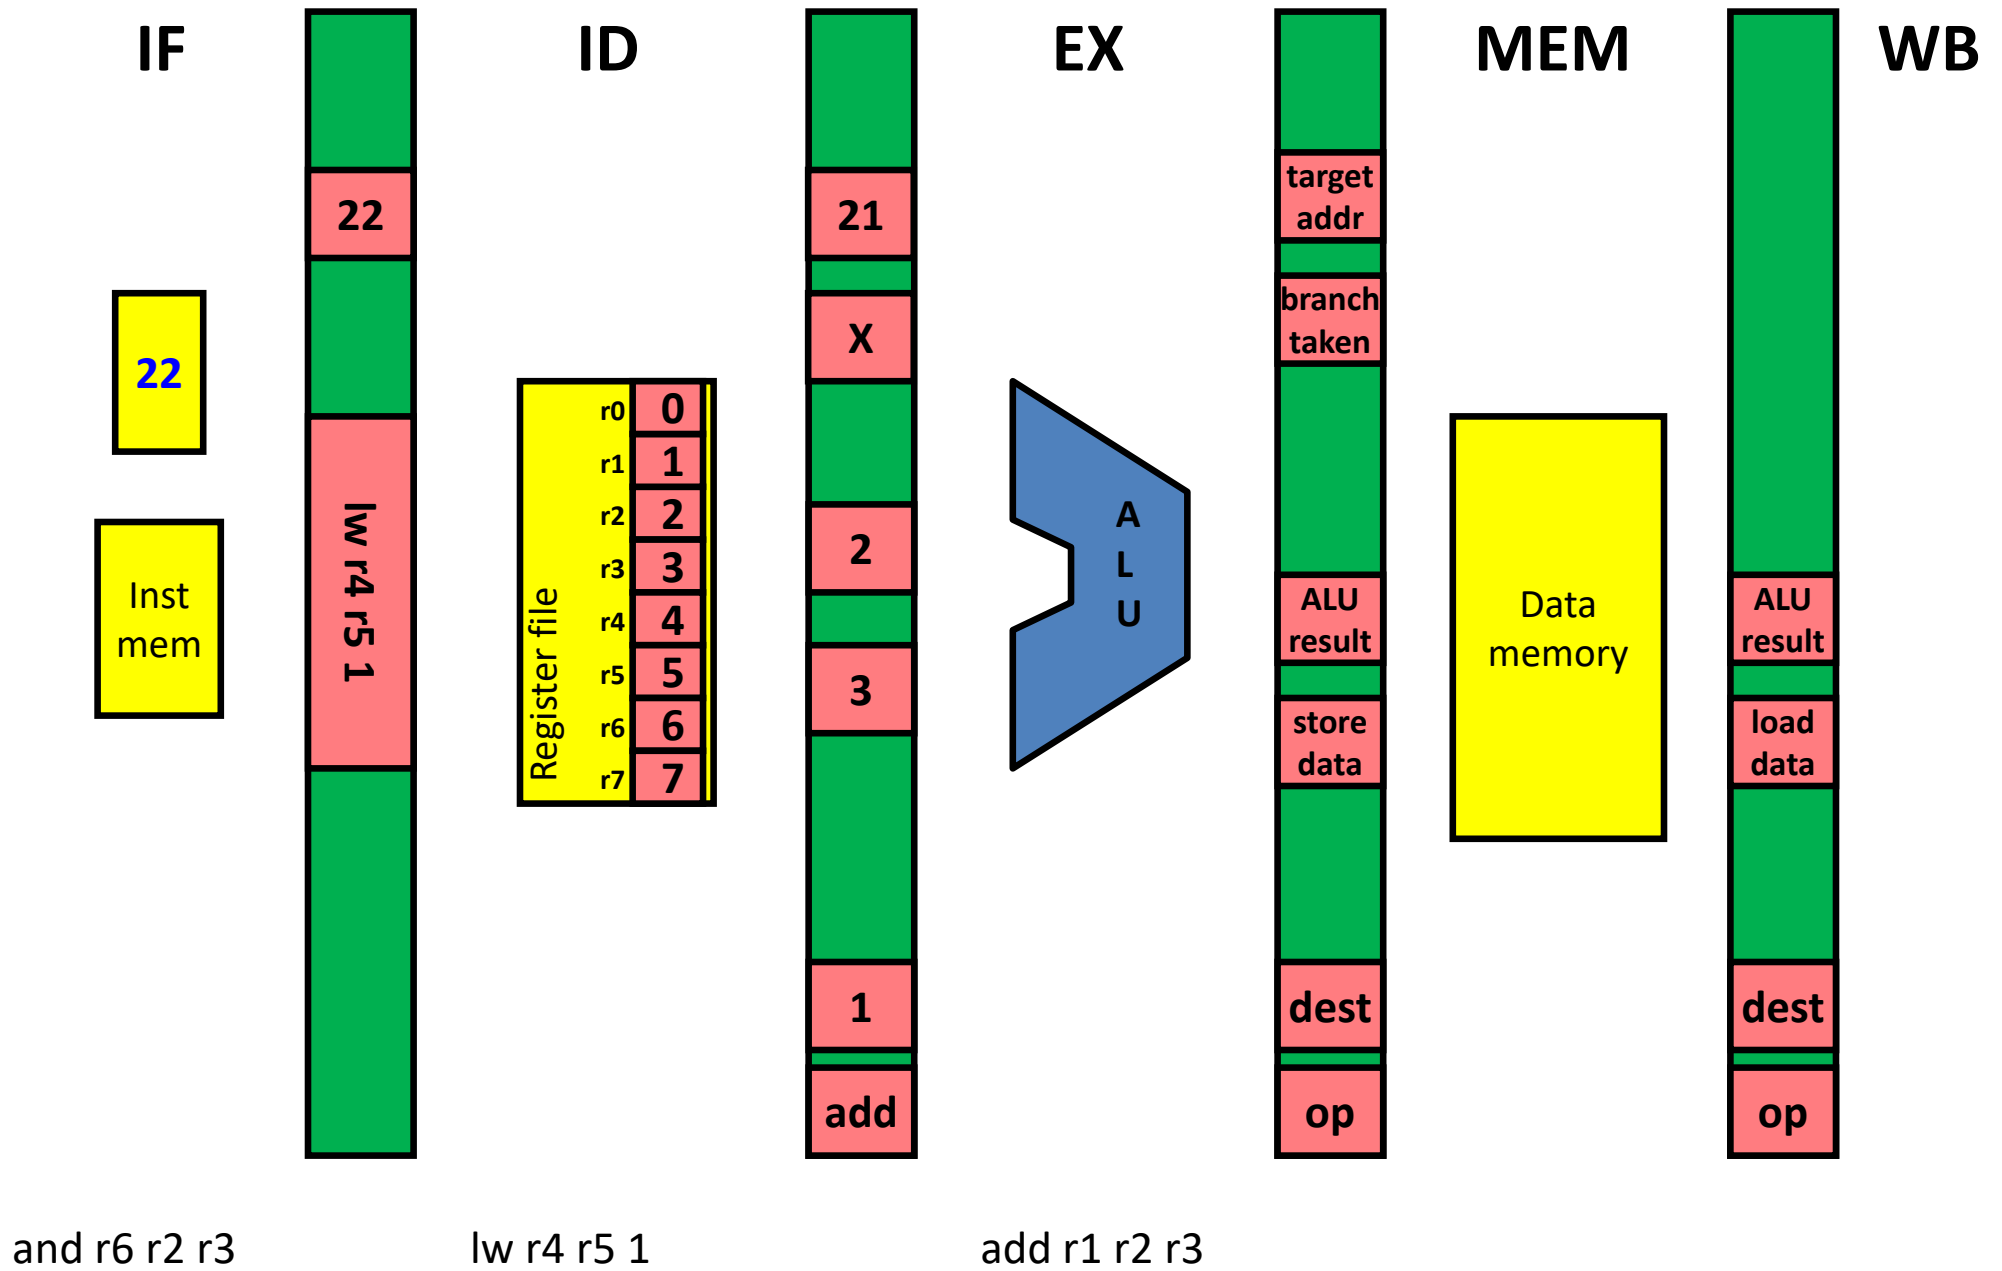 IF
ID
EX
MEM
WB
22
22
Inst
mem
lw r4 r5 1
Register file
r0 0
r1 1
r2 2
r3 3
r4 4
r5 5
r6 6
r7 7
21
X
2
3
1
add
A
L
U
target
addr
branch
taken
ALU
result
store
data
dest
op
Data
memory
ALU
result
load
data
dest
op
and r6 r2 r3
lw r4 r5 1
add r1 r2 r3